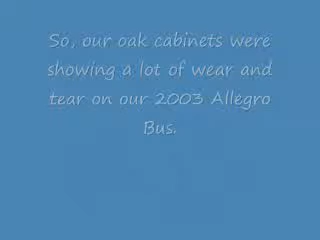 So, our oak cabinets were
showing a lot of wear and
tear on our 2003 Allegro
Bus.